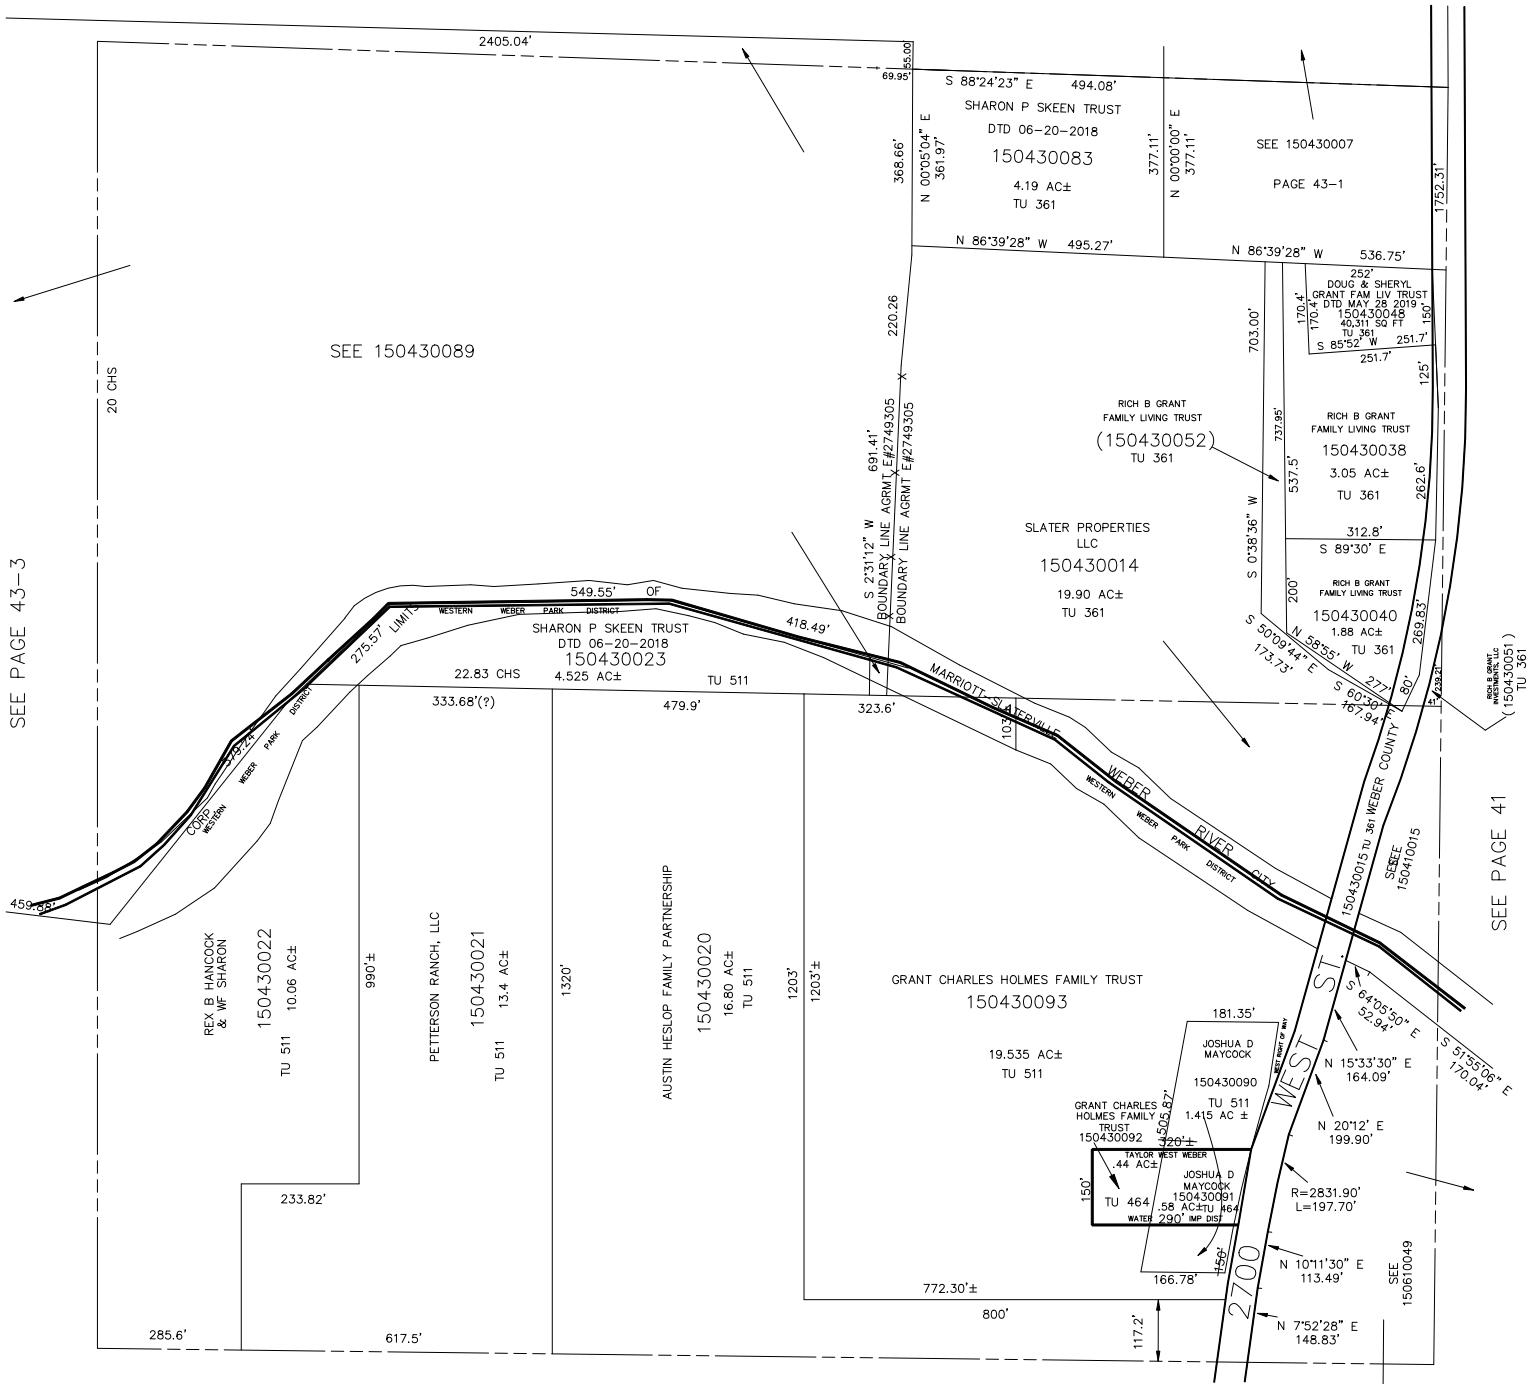 2405.04'
55.00'
69.95'
S 88°24'23" E 494.08'
SHARON P SKEEN TRUST
DTD 06-20-2018
150430083
4.19 AC±
TU 361
368.66'
N 00°05'04" E
361.97'
377.11'
N 00°00'00" E
377.11'
SEE 150430007
PAGE 43-1
1752.31'
N 86°39'28" W 495.27'
N 86°39'28" W 536.75'
252'
DOUG & SHERYL
GRANT FAM LIV TRUST
DTD MAY 28 2019
150430048
40,311 SQ FT
TU 361
S 85°52' W 251.7'
251.7'
170.4'
170.4'
150'
125'
SEE 150430089
20 CHS
220.26
703.00'
737.95'
537.5'
RICH B GRANT
FAMILY LIVING TRUST
(150430052)
TU 361
RICH B GRANT
FAMILY LIVING TRUST
150430038
3.05 AC±
TU 361
262.6'
312.8'
S 89°30' E
691.41'
S 2°31'12" W
BOUNDARY LINE AGRMT E#2749305
BOUNDARY LINE AGRMT E#2749305
SLATER PROPERTIES
LLC
150430014
19.90 AC±
TU 361
S 0°38'36" W
200'
RICH B GRANT
FAMILY LIVING TRUST
150430040
1.88 AC±
TU 361
269.83'
N 58°55' W
277'
S 50°09'44" E
173.73'
S 60°30' E
167.94'
80'
239.21'
41'
RICH B GRANT
INVESTMENTS, LLC
(150430051)
TU 361
SEE PAGE 43-3
549.55' OF
WESTERN WEBER PARK DISTRICT
SHARON P SKEEN TRUST
DTD 06-20-2018
150430023
22.83 CHS 4.525 AC± TU 511
275.57' LIMITS
418.49'
MARRIOTT-SLATERVILLE
333.68'(?)
479.9'
323.6'
579.24'
CORP
WESTERN WEBER PARK DISTRICT
WEBER RIVER CITY
WESTERN WEBER PARK DISTRICT
459.88'
REX B HANCOCK
& WF SHARON
150430022
TU 511 10.06 AC±
990'±
PETTERSON RANCH, LLC
150430021
TU 511 13.4 AC±
1320'
AUSTIN HESLOP FAMILY PARTNERSHIP
150430020
16.80 AC±
TU 511
1203'
1203'±
GRANT CHARLES HOLMES FAMILY TRUST
150430093
19.535 AC±
TU 511
150430015 TU 361 WEBER COUNTY
SEE
150410015
SEE PAGE 41
181.35'
JOSHUA D
MAYCOCK
150430090
TU 511
1.415 AC ±
WEST RIGHT OF WAY
505.87'
GRANT CHARLES
HOLMES FAMILY
TRUST
150430092
320'±
TAYLOR WEST WEBER
.44 AC±
JOSHUA D
MAYCOCK
150430091
.58 AC± TU 464
TU 464
WATER 290' IMP DIST
150'
150'
166.78'
2700 WEST ST.
S 64°05'50" E
52.94'
S 51°55'06" E
170.04'
N 15°33'30" E
164.09'
N 20°12' E
199.90'
R=2831.90'
L=197.70'
N 10°11'30" E
113.49'
N 7°52'28" E
148.83'
SEE
150610049
233.82'
772.30'±
800'
117.2'
285.6'
617.5'